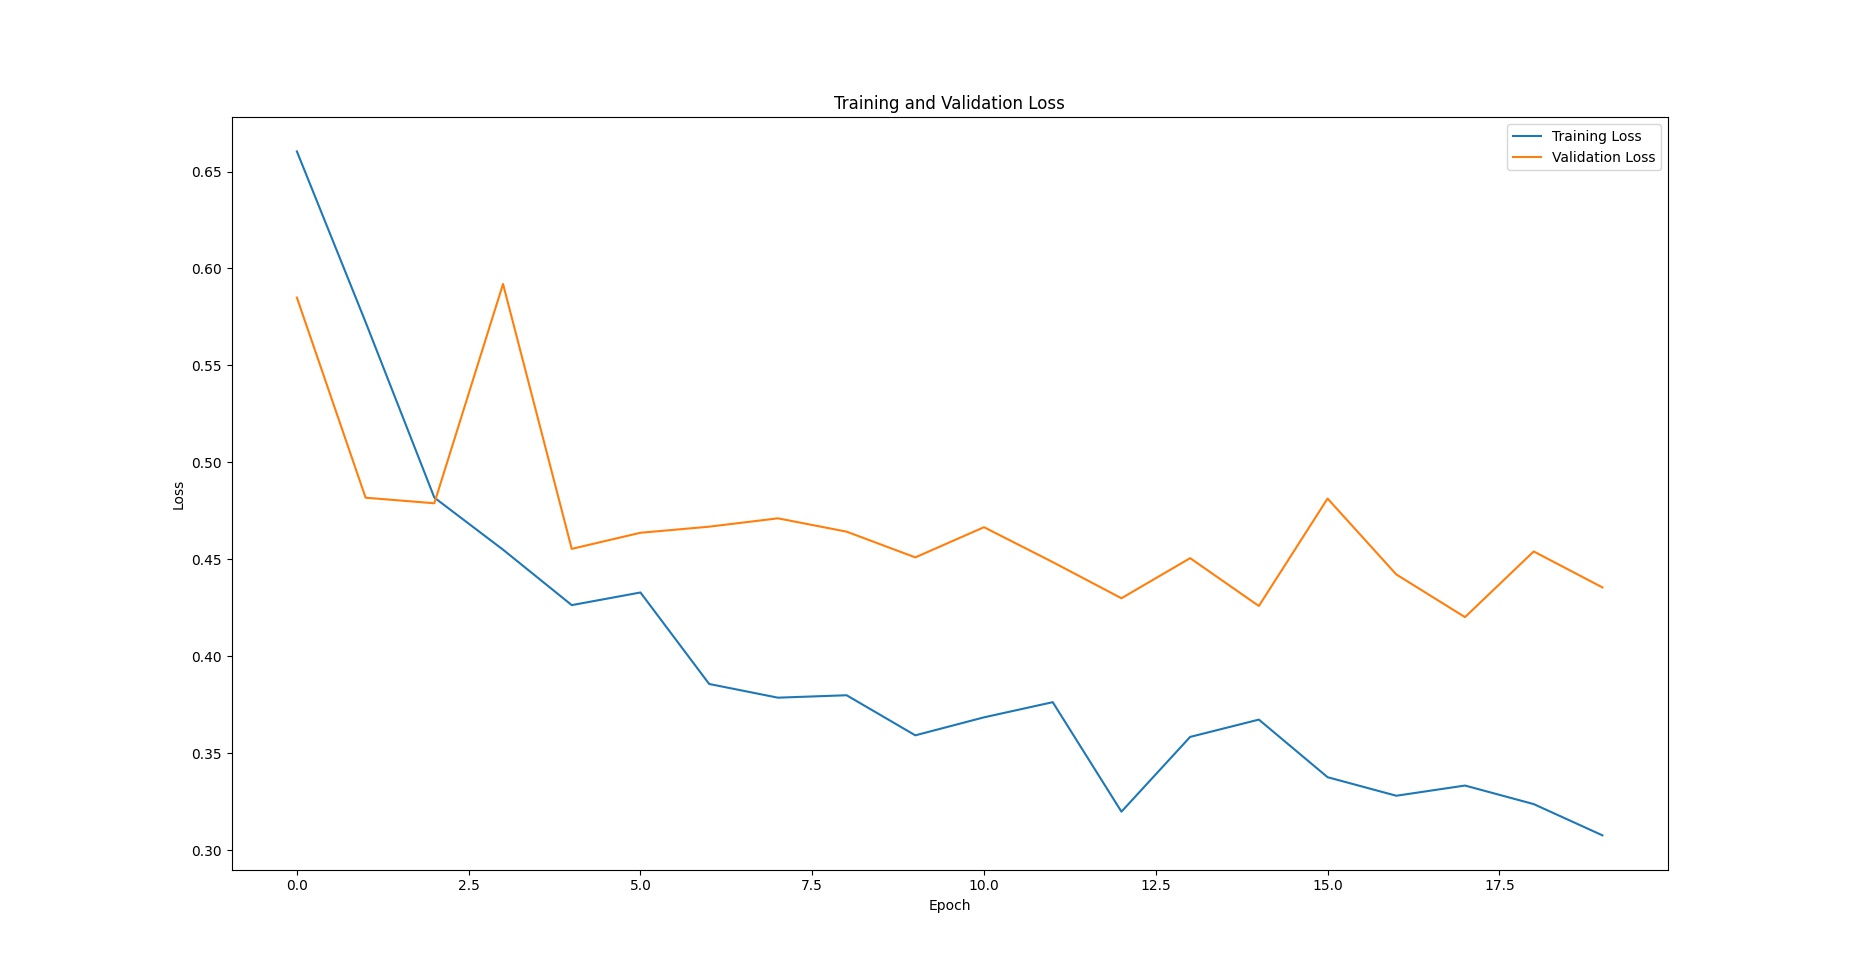 Training and Validation Loss
Training Loss
Validation Loss
0.65
0.60
0.55
0.50
0.45
0.40
0.35
0.30
Loss
0.0 2.5 5.0 7.5 10.0 12.5 15.0 17.5
Epoch